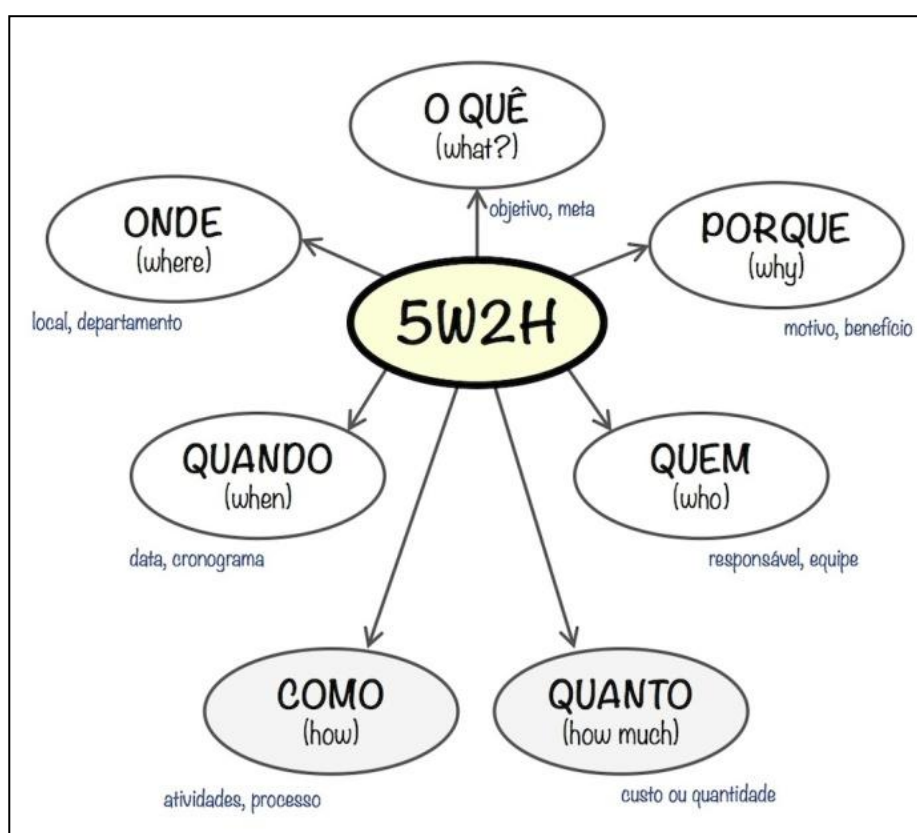 O QUÊ
(what?)
objetivo, meta
ONDE
(where)
local, departamento
PORQUE
(why)
motivo, benefício
5W2H
QUANDO
(when)
data, cronograma
QUEM
(who)
responsável, equipe
COMO
(how)
atividades, processo
QUANTO
(how much)
custo ou quantidade